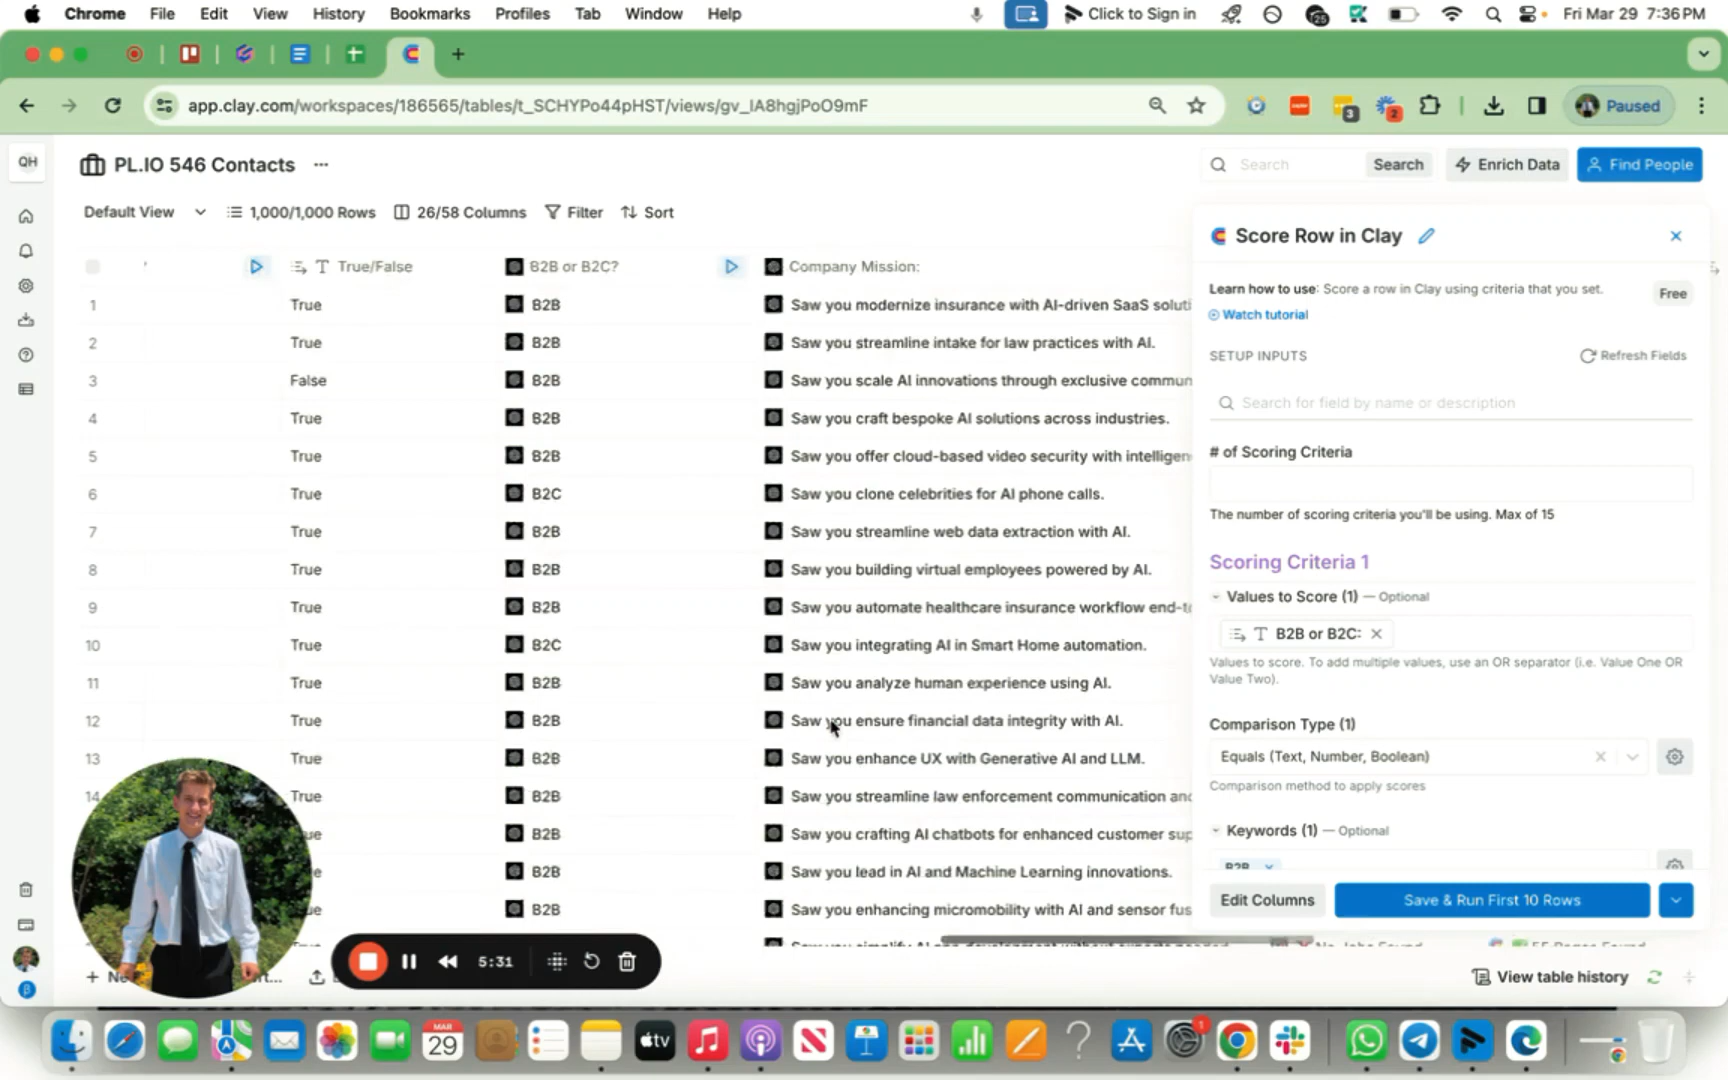 Chrome File Edit View History Bookmarks Profiles Tab Window Help Click to Sign in 25 Fri Mar 29 7:36 PM
app.clay.com/workspaces/186565/tables/t_SCHYPo44pHST/views/gv_IA8hgjPoO9mF 3 2 Paused
QH PL.IO 546 Contacts ... Search Search Enrich Data Find People
Default View 1,000/1,000 Rows 26/58 Columns Filter Sort
True/False B2B or B2C? Company Mission:
1 True B2B Saw you modernize insurance with AI-driven SaaS soluti
2 True B2B Saw you streamline intake for law practices with AI.
3 False B2B Saw you scale AI innovations through exclusive commun
4 True B2B Saw you craft bespoke AI solutions across industries.
5 True B2B Saw you offer cloud-based video security with intelligen
6 True B2C Saw you clone celebrities for AI phone calls.
7 True B2B Saw you streamline web data extraction with AI.
8 True B2B Saw you building virtual employees powered by AI.
9 True B2B Saw you automate healthcare insurance workflow end-t
10 True B2C Saw you integrating AI in Smart Home automation.
11 True B2B Saw you analyze human experience using AI.
12 True B2B Saw you ensure financial data integrity with AI.
13 True B2B Saw you enhance UX with Generative AI and LLM.
14 True B2B Saw you streamline law enforcement communication and
ue B2B Saw you crafting AI chatbots for enhanced customer sup
ue B2B Saw you lead in AI and Machine Learning innovations.
ue B2B Saw you enhancing micromobility with AI and sensor fus
Score Row in Clay
Learn how to use: Score a row in Clay using criteria that you set. Free
Watch tutorial
SETUP INPUTS Refresh Fields
Search for field by name or description
# of Scoring Criteria
The number of scoring criteria you'll be using. Max of 15
Scoring Criteria 1
Values to Score (1) — Optional
B2B or B2C:
Values to score. To add multiple values, use an OR separator (i.e. Value One OR
Value Two).
Comparison Type (1)
Equals (Text, Number, Boolean)
Comparison method to apply scores
Keywords (1) — Optional
B2B
Edit Columns Save & Run First 10 Rows
5:31
View table history
MAR
29
tv
1